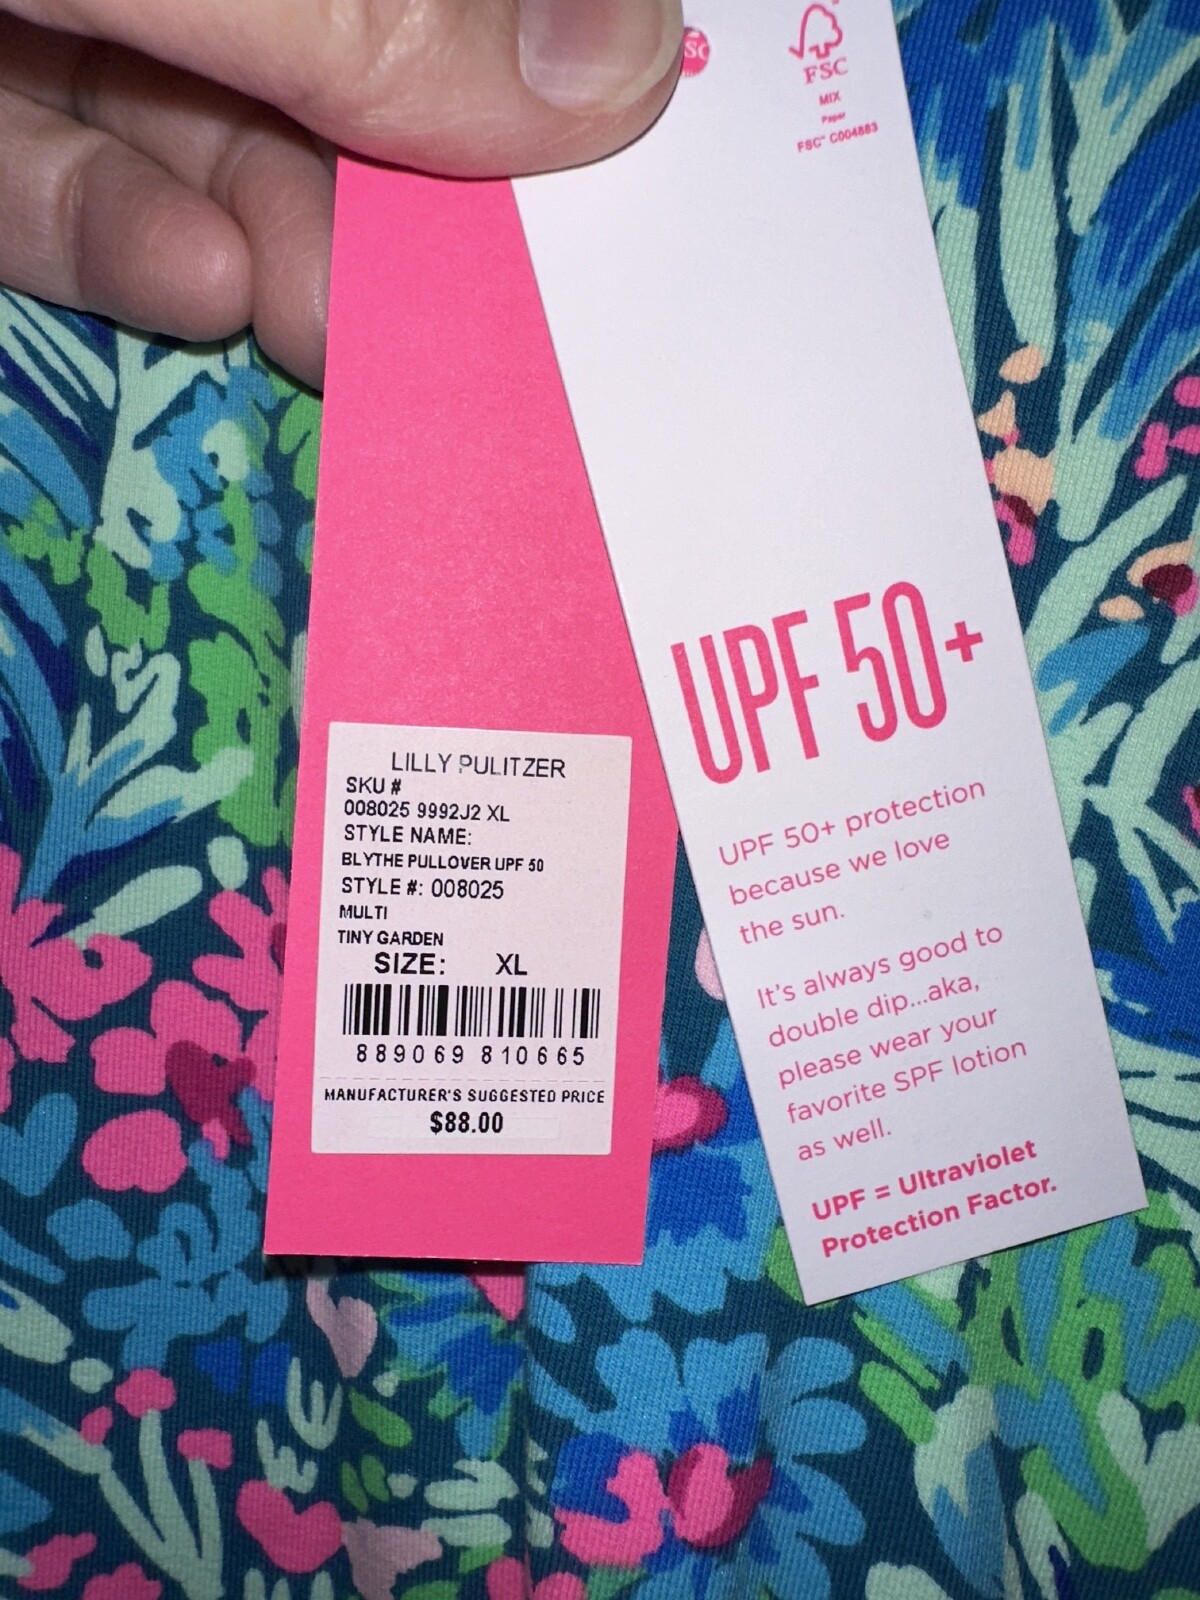 LILLY PULITZER
SKU #
008025 9992J2 XL
STYLE NAME:
BLYTHE PULLOVER UPF 50
STYLE #: 008025
MULTI
TINY GARDEN
SIZE: XL
889069 810665
MANUFACTURER'S SUGGESTED PRICE
$88.00
FSC
MIX
Paper
FSC™ C004883
UPF 50+
UPF 50+ protection
because we love
the sun.
It's always good to
double dip...aka,
please wear your
favorite SPF lotion
as well.
UPF = Ultraviolet
Protection Factor.